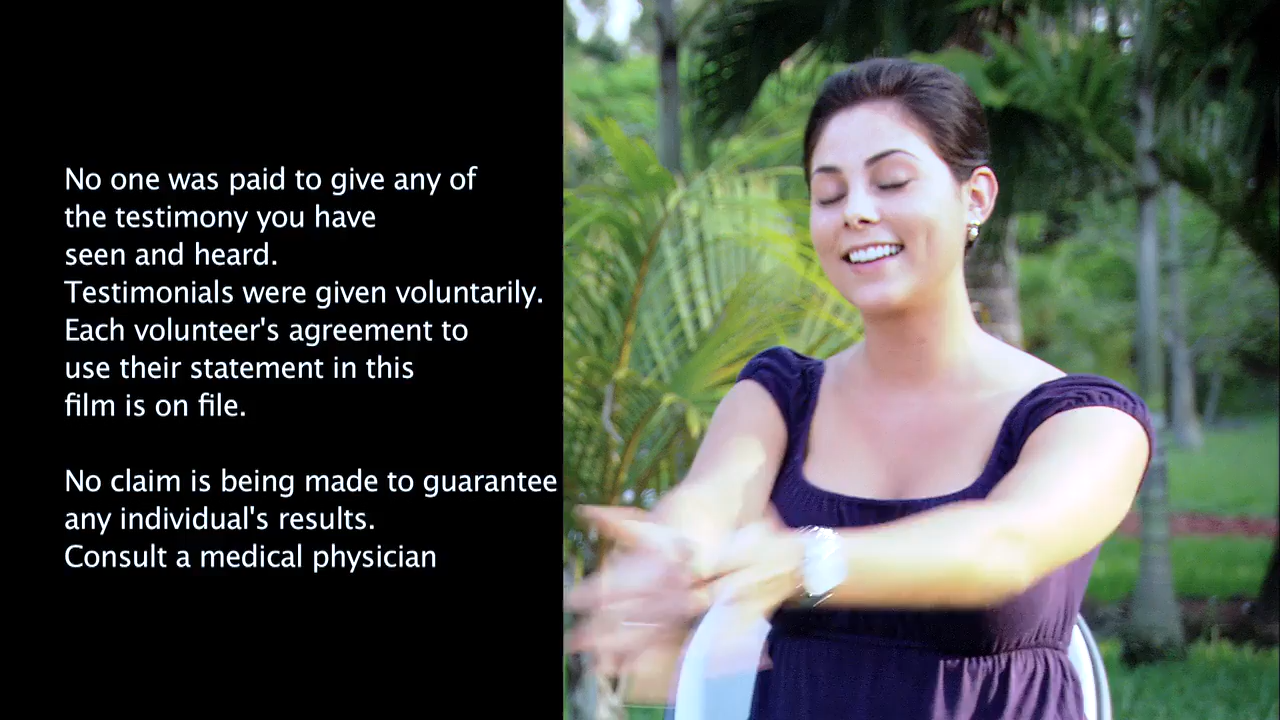 No one was paid to give any of
the testimony you have
seen and heard.
Testimonials were given voluntarily.
Each volunteer's agreement to
use their statement in this
film is on file.
No claim is being made to guarantee
any individual's results.
Consult a medical physician